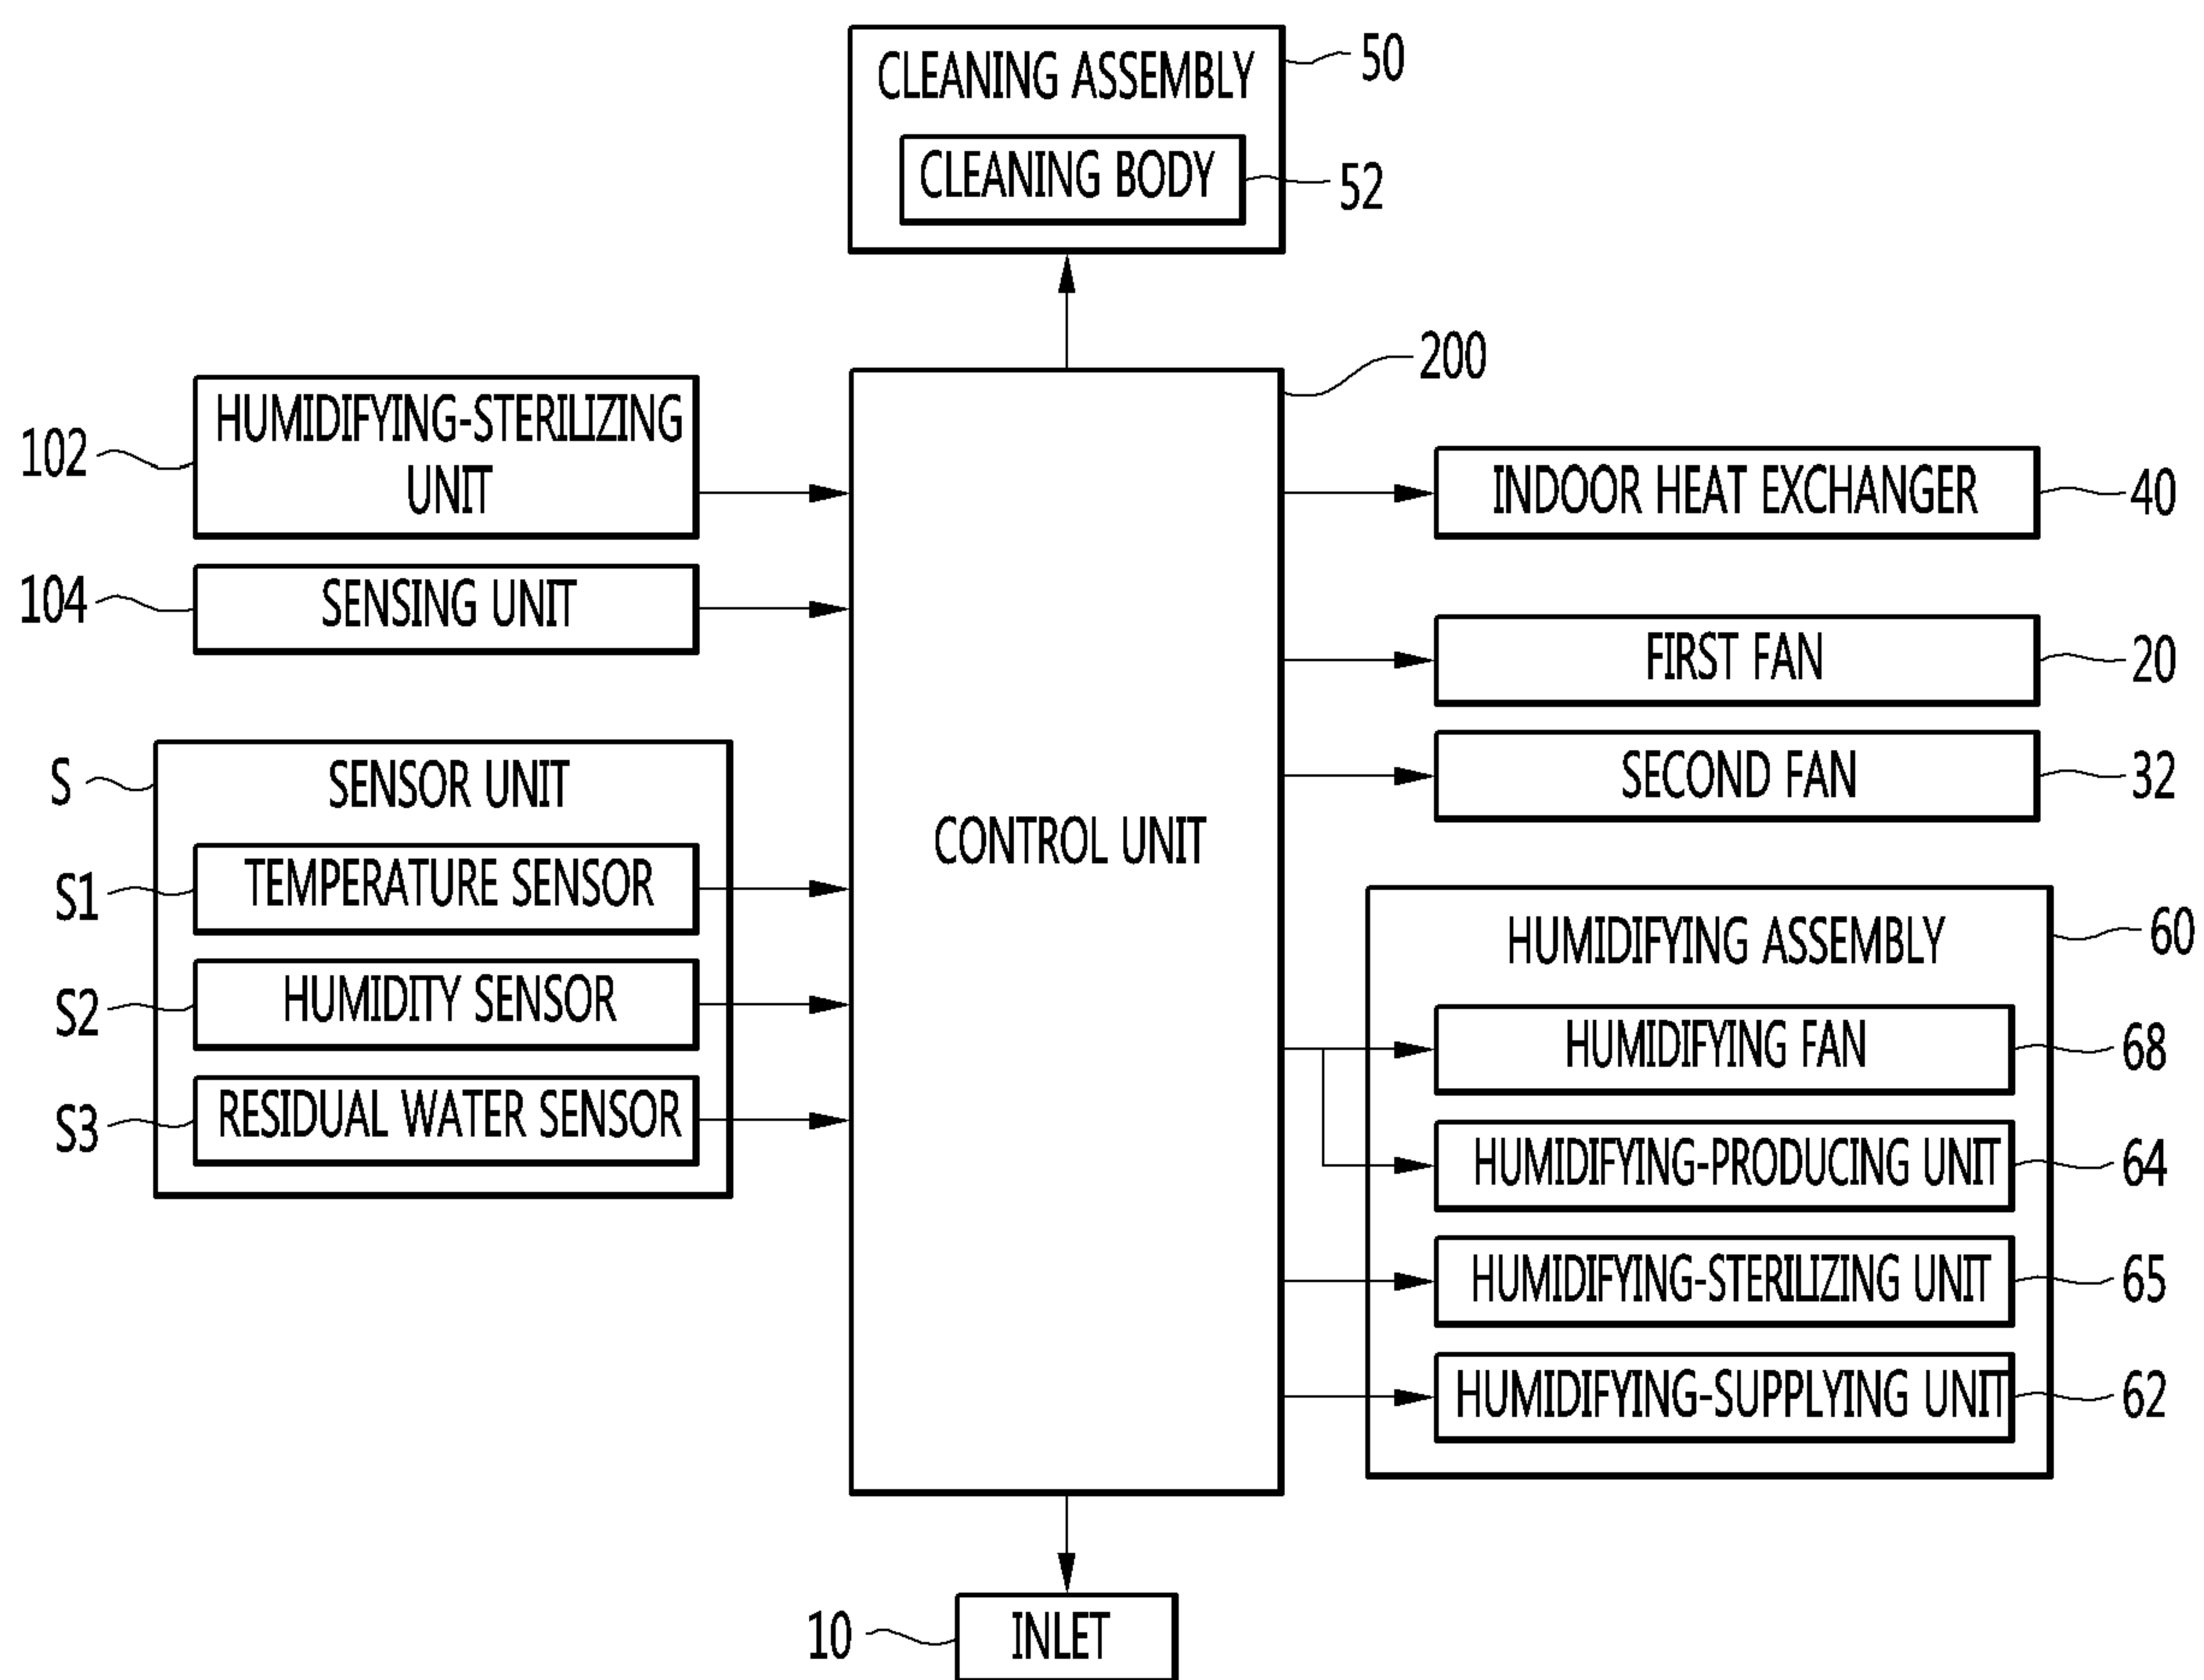 CLEANING ASSEMBLY
50
CLEANING BODY
52
200
HUMIDIFYING-STERILIZING
UNIT
102
SENSING UNIT
104
S
SENSOR UNIT
S1
TEMPERATURE SENSOR
S2
HUMIDITY SENSOR
S3
RESIDUAL WATER SENSOR
CONTROL UNIT
INDOOR HEAT EXCHANGER
40
FIRST FAN
20
SECOND FAN
32
HUMIDIFYING ASSEMBLY
60
HUMIDIFYING FAN
68
HUMIDIFYING-PRODUCING UNIT
64
HUMIDIFYING-STERILIZING UNIT
65
HUMIDIFYING-SUPPLYING UNIT
62
10
INLET